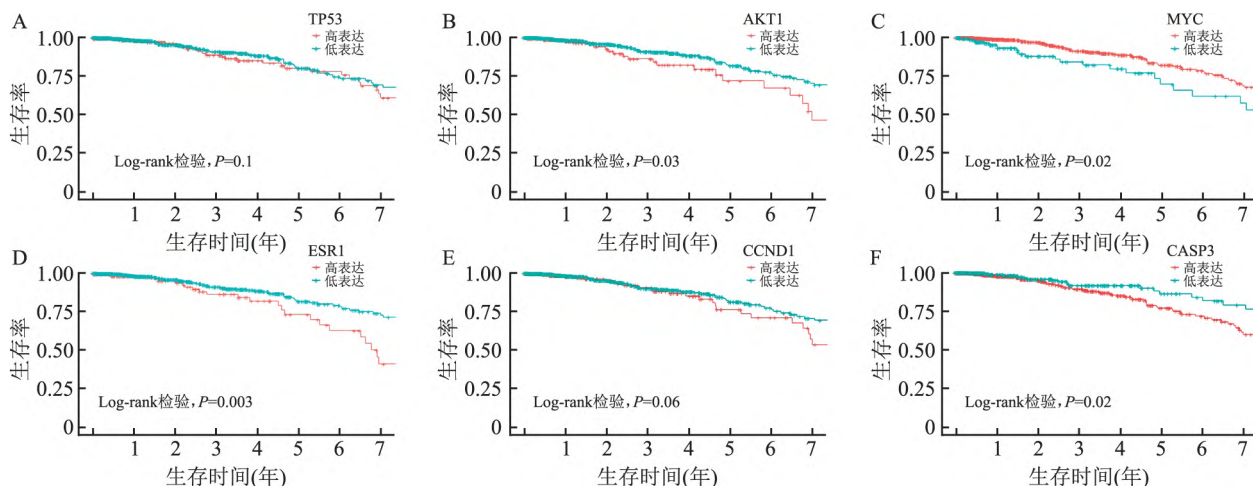 A
TP53
高表达
低表达
1.00
0.75
0.50
0.25
0
生存率
Log-rank检验,P=0.1
1 2 3 4 5 6 7
生存时间(年)
B
AKT1
高表达
低表达
1.00
0.75
0.50
0.25
0
生存率
Log-rank检验,P=0.03
1 2 3 4 5 6 7
生存时间(年)
C
MYC
高表达
低表达
1.00
0.75
0.50
0.25
0
生存率
Log-rank检验,P=0.02
1 2 3 4 5 6 7
生存时间(年)
D
ESR1
高表达
低表达
1.00
0.75
0.50
0.25
0
生存率
Log-rank检验,P=0.003
1 2 3 4 5 6 7
生存时间(年)
E
CCND1
高表达
低表达
1.00
0.75
0.50
0.25
0
生存率
Log-rank检验,P=0.06
1 2 3 4 5 6 7
生存时间(年)
F
CASP3
高表达
低表达
1.00
0.75
0.50
0.25
0
生存率
Log-rank检验,P=0.02
1 2 3 4 5 6 7
生存时间(年)